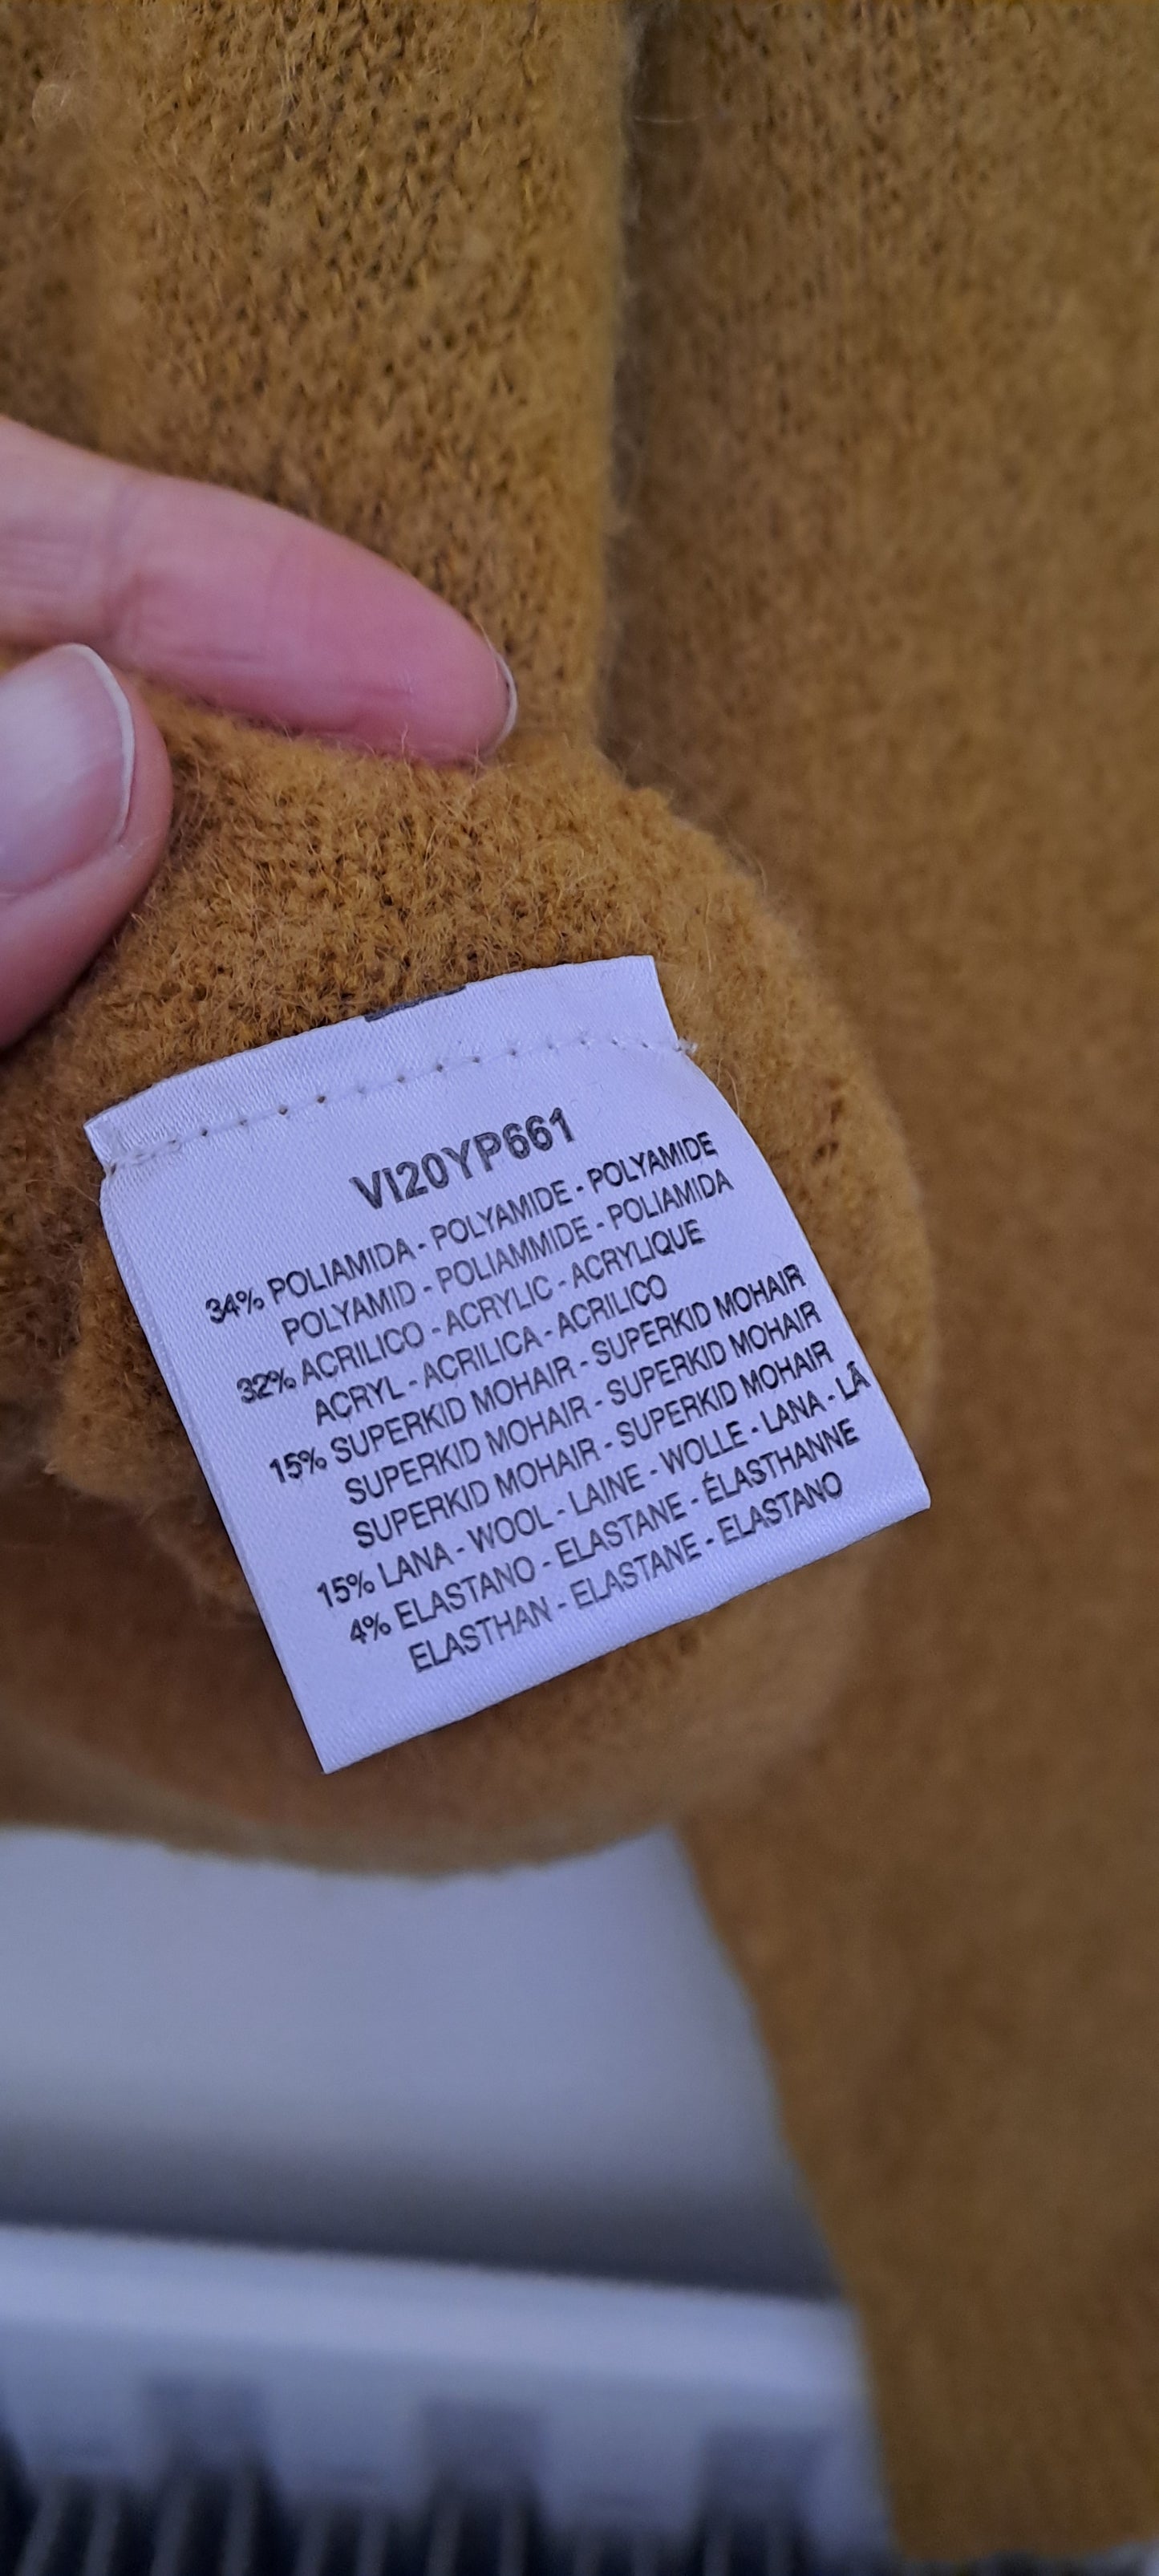 VI20YP661
34% POLIAMIDA - POLYAMIDE - POLYAMIDE
POLYAMID - POLIAMMIDE - POLIAMIDA
32% ACRILICO - ACRYLIC - ACRYLIQUE
ACRYL - ACRILICA - ACRILICO
15% SUPERKID MOHAIR - SUPERKID MOHAIR
SUPERKID MOHAIR - SUPERKID MOHAIR
SUPERKID MOHAIR - SUPERKID MOHAIR
15% LANA - WOOL - LAINE - WOLLE - LANA - LÃ
4% ELASTANO - ELASTANE - ÉLASTHANNE
ELASTHAN - ELASTANE - ELASTANO